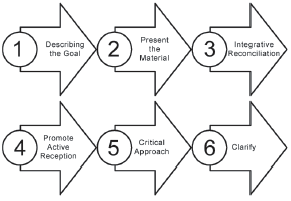 1
Describing
the Goal
2
Present
the
Material
3
Integrative
Reconciliation
4
Promote
Active
Reception
5
Critical
Approach
6
Clarify